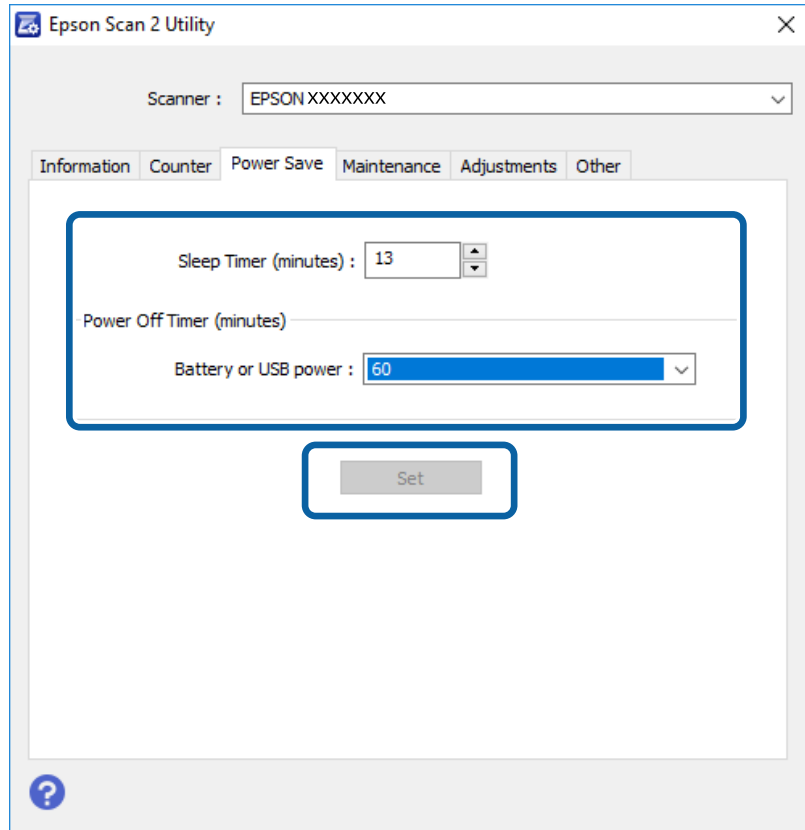 Epson Scan 2 Utility
Scanner : EPSON XXXXXXX
Information Counter Power Save Maintenance Adjustments Other
Sleep Timer (minutes) : 13
Power Off Timer (minutes)
Battery or USB power : 60
Set
?